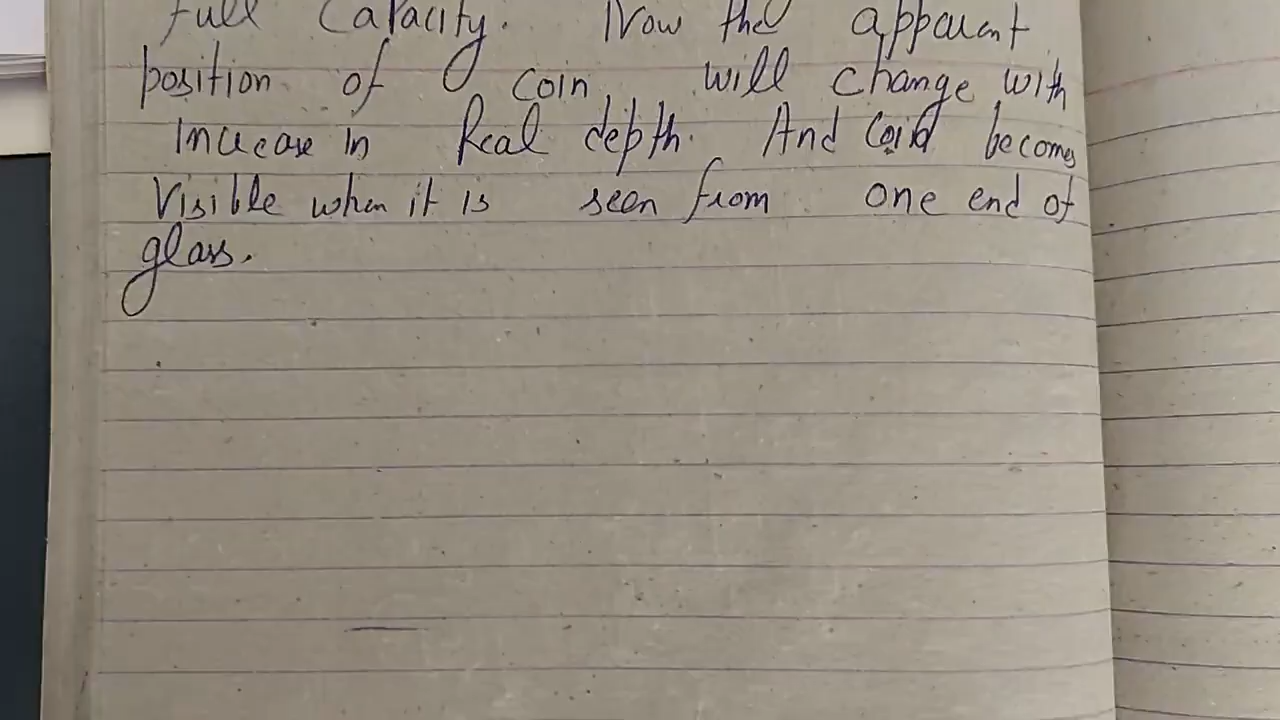 Full Capacity. Now the apparent
position of coin will change with
Increase in Real depth. And Coin becomes
Visible when it is seen from one end of
glass.